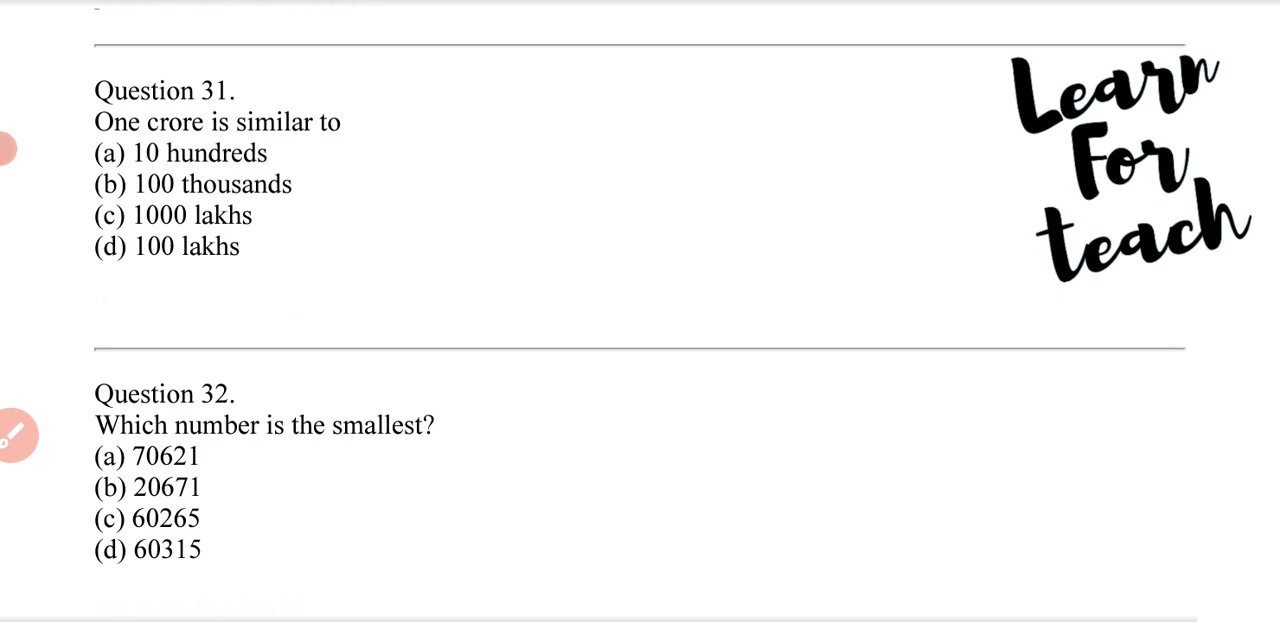 Question 31.
One crore is similar to
(a) 10 hundreds
(b) 100 thousands
(c) 1000 lakhs
(d) 100 lakhs
Learn
For
teach
Question 32.
Which number is the smallest?
(a) 70621
(b) 20671
(c) 60265
(d) 60315